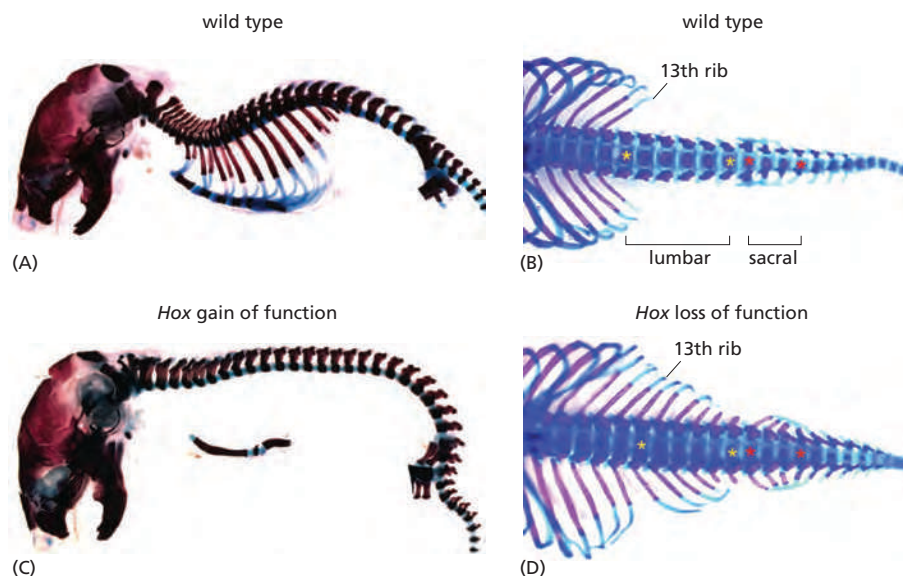 wild type
wild type
13th rib
* * * *
(A)
lumbar
sacral
(B)
Hox gain of function
Hox loss of function
13th rib
* * * *
(C)
(D)